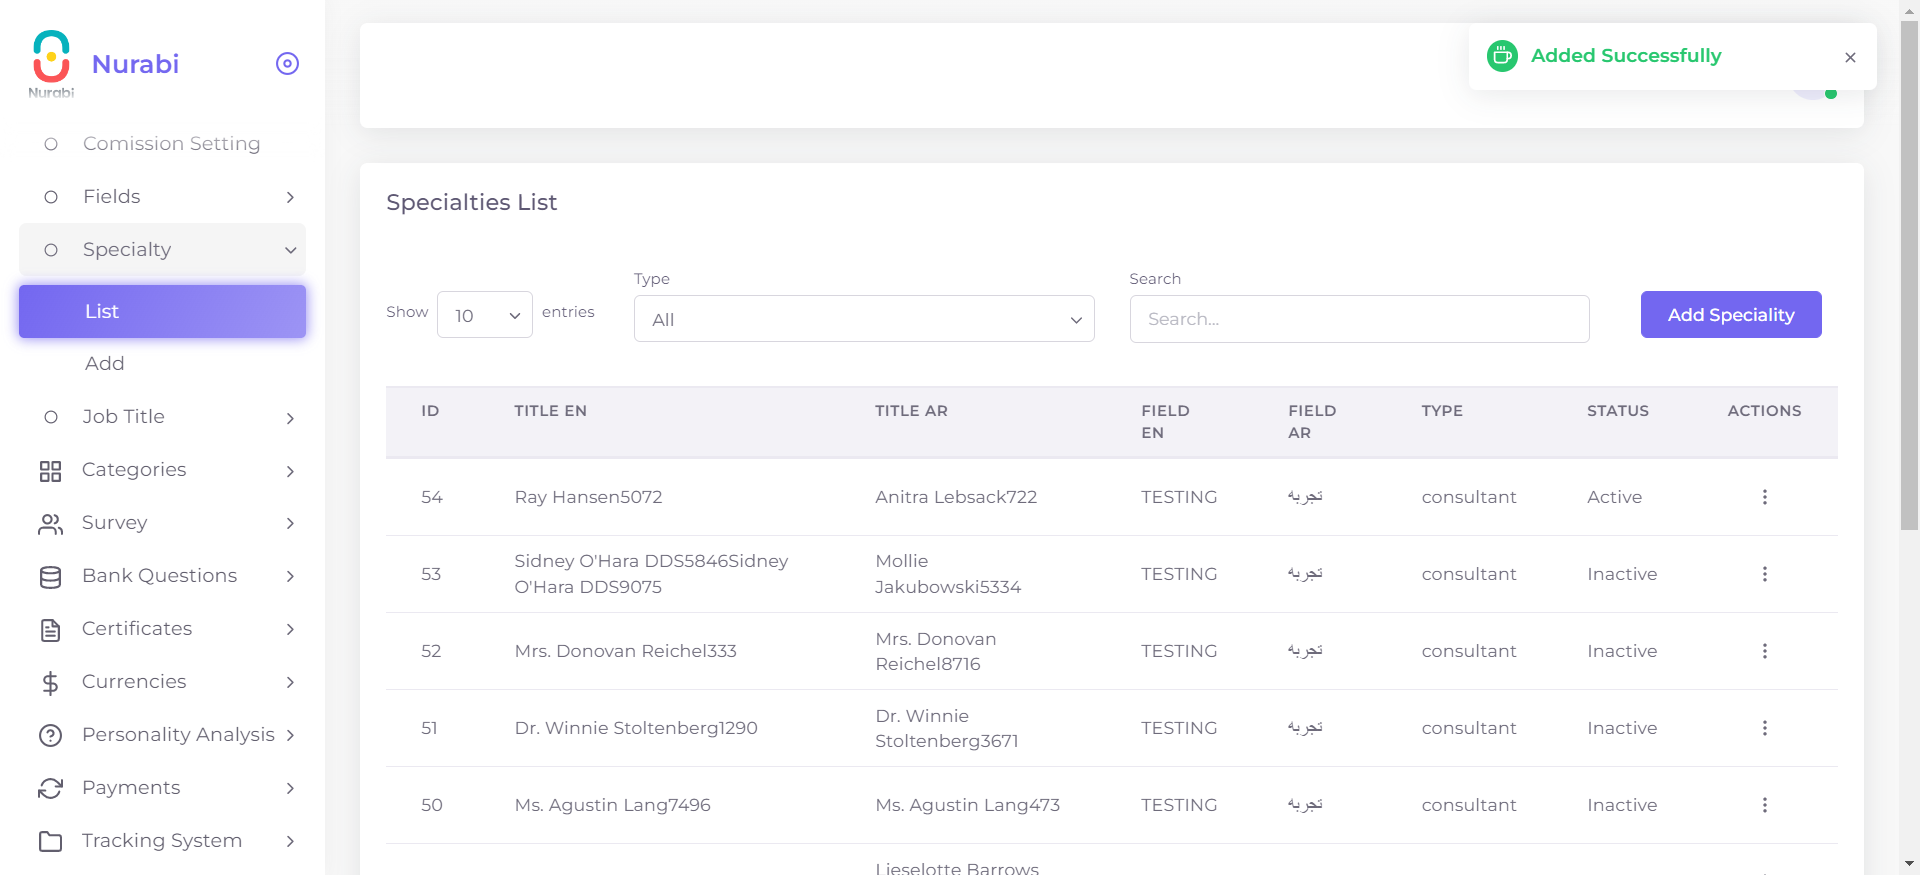 Nurabi
Nurabi
Comission Setting
Fields
Specialty
List
Add
Job Title
Categories
Survey
Bank Questions
Certificates
Currencies
Personality Analysis
Payments
Tracking System
Added Successfully
Specialties List
Show 10 entries
Type
All
Search
Search...
Add Speciality
ID TITLE EN TITLE AR FIELD EN FIELD AR TYPE STATUS ACTIONS
54 Ray Hansen5072 Anitra Lebsack722 TESTING تجربه consultant Active
53 Sidney O'Hara DDS5846Sidney O'Hara DDS9075 Mollie Jakubowski5334 TESTING تجربه consultant Inactive
52 Mrs. Donovan Reichel333 Mrs. Donovan Reichel8716 TESTING تجربه consultant Inactive
51 Dr. Winnie Stoltenberg1290 Dr. Winnie Stoltenberg3671 TESTING تجربه consultant Inactive
50 Ms. Agustin Lang7496 Ms. Agustin Lang473 TESTING تجربه consultant Inactive
Lieselotte Barrows